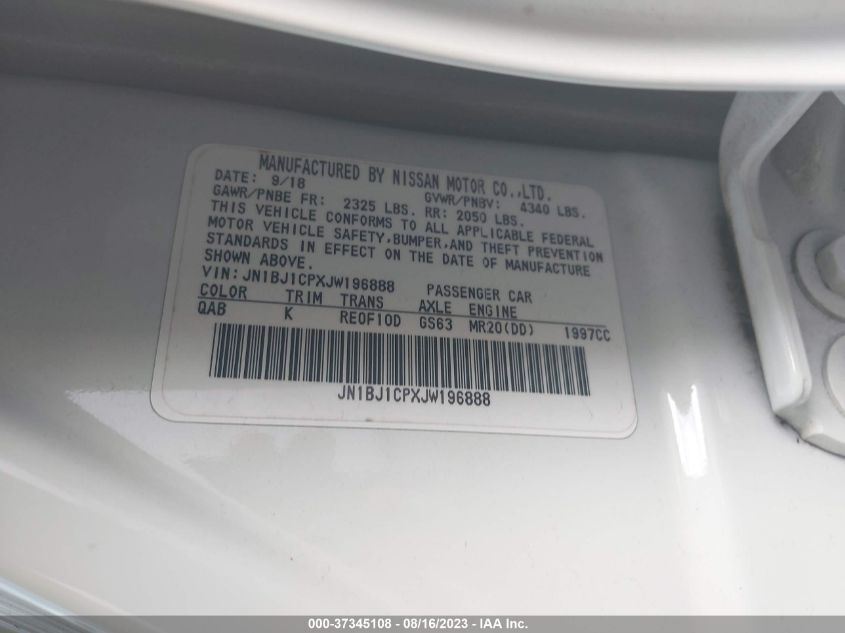 MANUFACTURED BY NISSAN MOTOR CO.,LTD.
DATE: 9/18 GVWR/PNBV: 4340 LBS.
GAWR/PNBE FR: 2325 LBS. RR: 2050 LBS.
THIS VEHICLE CONFORMS TO ALL APPLICABLE FEDERAL
MOTOR VEHICLE SAFETY,BUMPER,AND THEFT PREVENTION
STANDARDS IN EFFECT ON THE DATE OF MANUFACTURE
SHOWN ABOVE.
VIN:JN1BJ1CPXJW196888 PASSENGER CAR
COLOR TRIM TRANS AXLE ENGINE
QAB K RE0F10D GS63 MR20(DD) 1997CC
JN1BJ1CPXJW196888
000-37345108 - 08/16/2023 - IAA Inc.